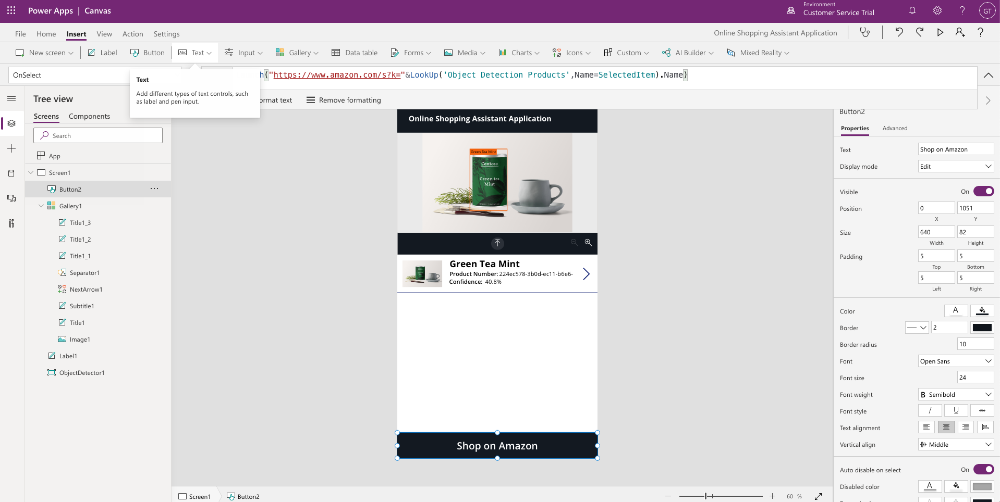 Power Apps | Canvas
Environment
Customer Service Trial
GT
File Home Insert View Action Settings
Online Shopping Assistant Application
New screen Label Button Text Input Gallery Data table Forms Media Charts Icons Custom AI Builder Mixed Reality
OnSelect
h("https://www.amazon.com/s?k="&LookUp('Object Detection Products',Name=SelectedItem).Name)
Text
Add different types of text controls, such
as label and pen input.
ormat text Remove formatting
Tree view
Screens Components
Search
App
Screen1
Button2
Gallery1
Title1_3
Title1_2
Title1_1
Separator1
NextArrow1
Subtitle1
Title1
Image1
Label1
ObjectDetector1
Online Shopping Assistant Application
Green Tea Mint
Contoso
Green tea
Mint
Green Tea Mint
Product Number: 224ec578-3b0d-ec11-b6e6-
Confidence: 40.8%
Shop on Amazon
Screen1 Button2
60 %
Button2
Properties Advanced
Text Shop on Amazon
Display mode Edit
Visible On
Position 0 1051
X Y
Size 640 82
Width Height
Padding 5 5
Top Bottom
5 5
Left Right
Color A
Border 2
Border radius 10
Font Open Sans
Font size 24
Font weight B Semibold
Font style / U abc
Text alignment
Vertical align Middle
Auto disable on select On
Disabled color A